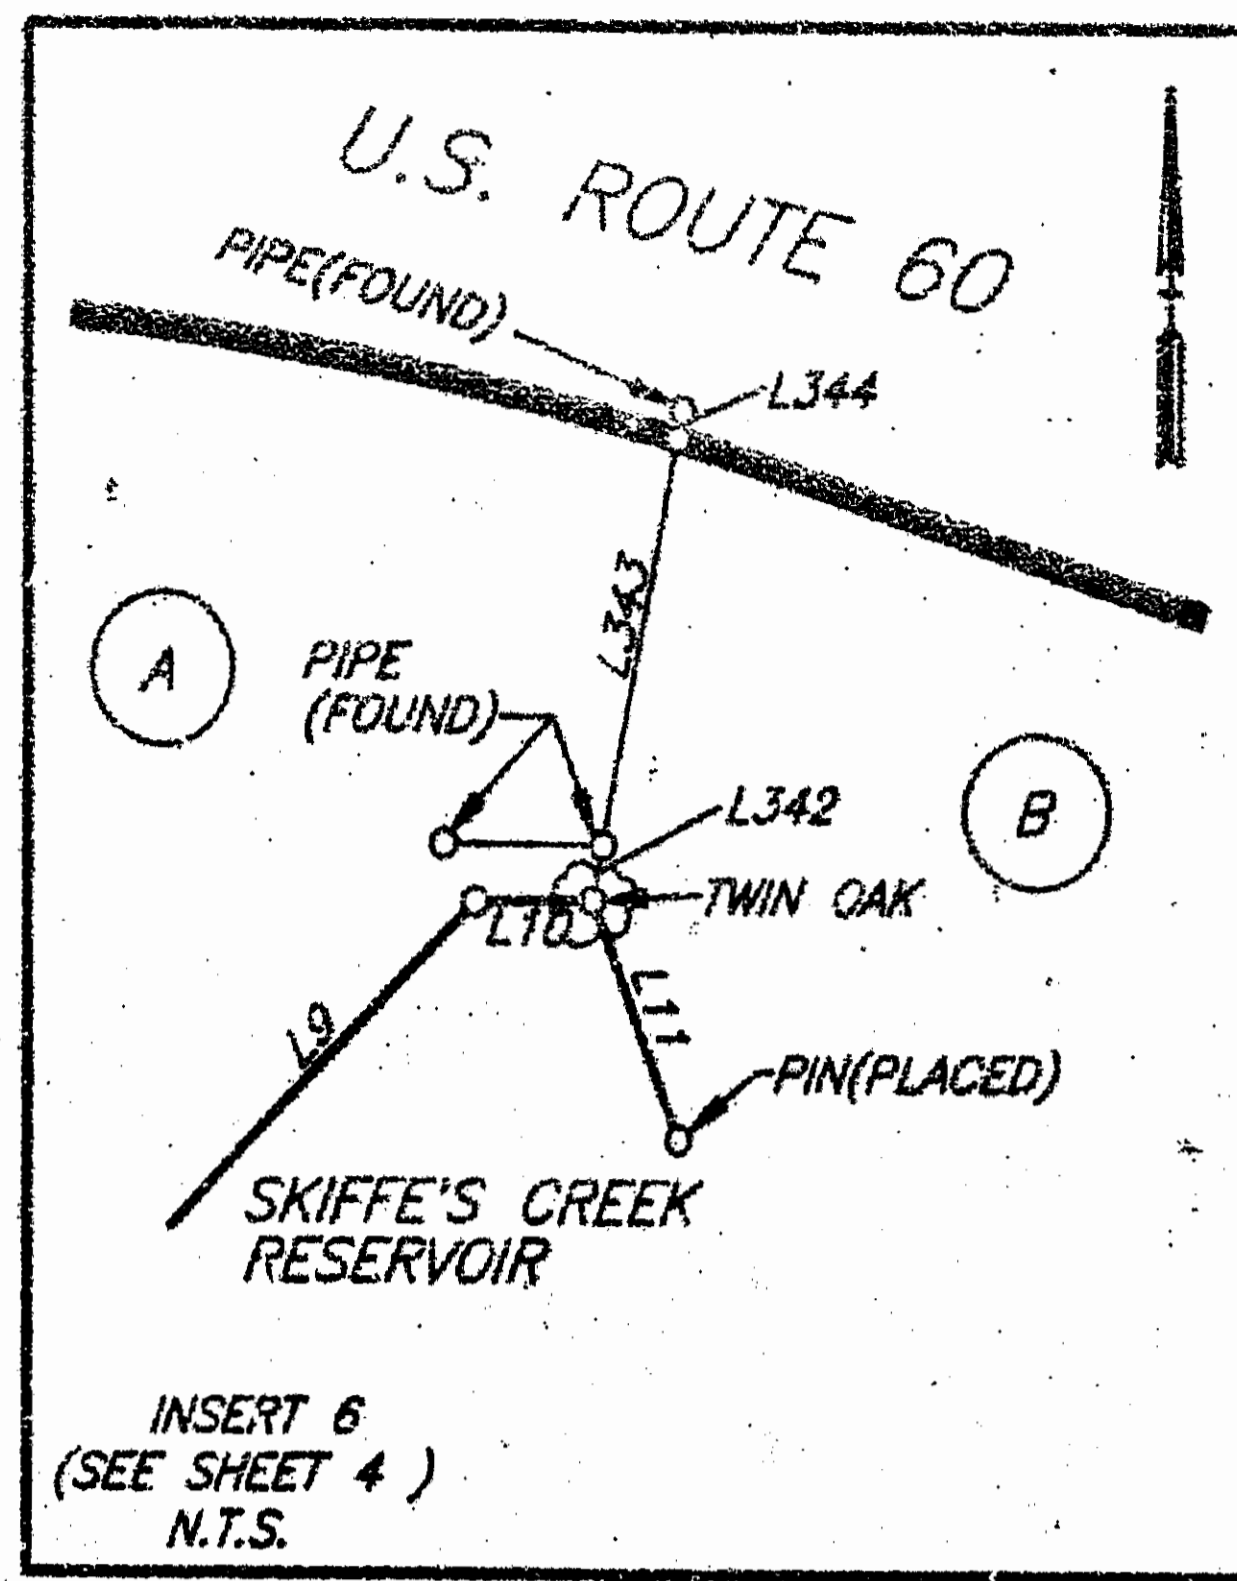 U.S. ROUTE 60
PIPE(FOUND)
L344
L343
A
PIPE
(FOUND)
B
L342
TWIN OAK
L10
L11
L9
PIN(PLACED)
SKIFFE'S CREEK
RESERVOIR
INSERT 6
(SEE SHEET 4 )
N.T.S.